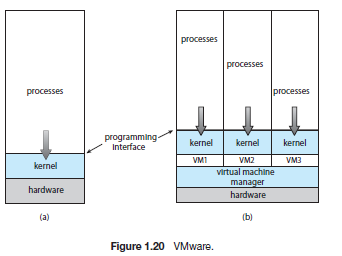 processes
kernel
hardware
(a)
programming
interface
processes
processes
processes
kernel kernel kernel
VM1 VM2 VM3
virtual machine
manager
hardware
(b)
Figure 1.20 VMware.